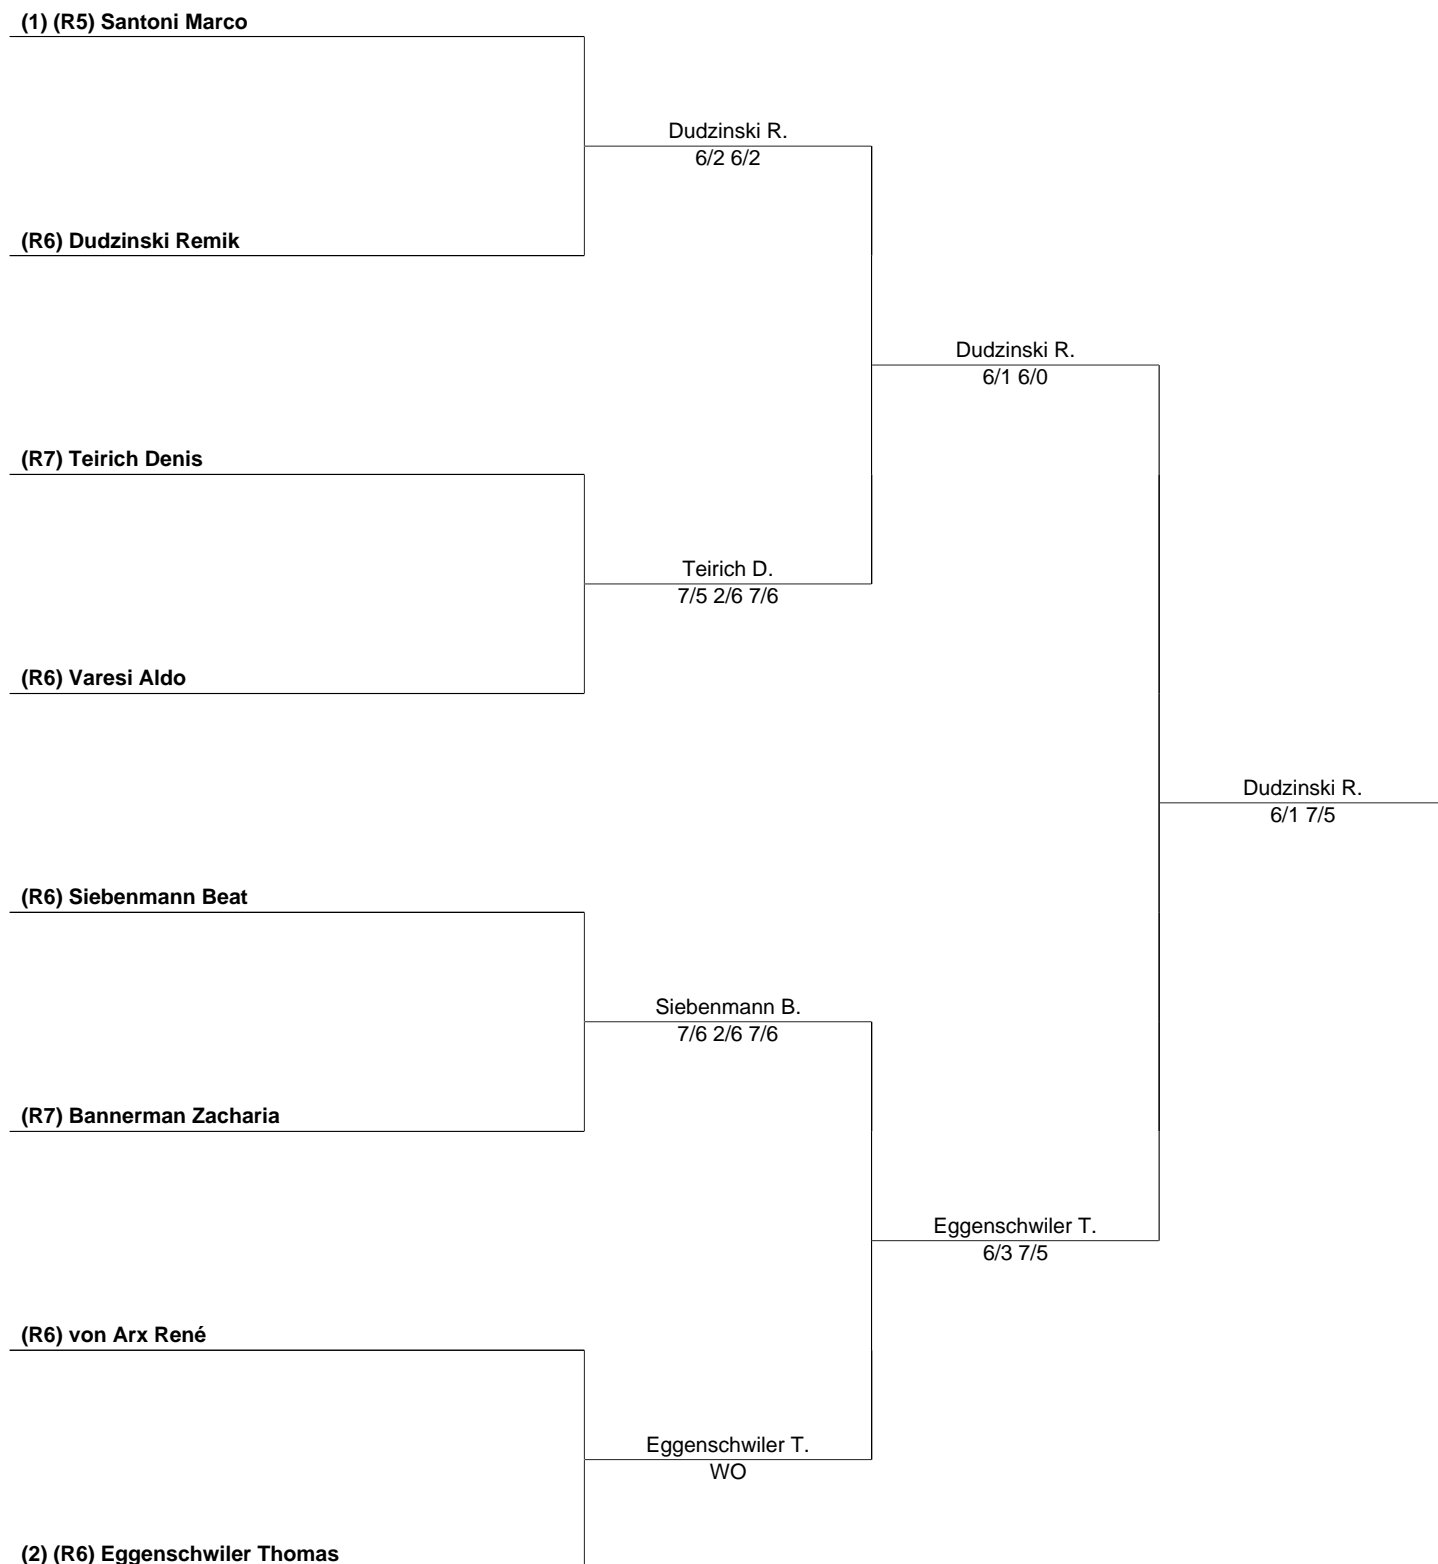 (1) (R5) Santoni Marco
Dudzinski R.
6/2 6/2
(R6) Dudzinski Remik
Dudzinski R.
6/1 6/0
(R7) Teirich Denis
Teirich D.
7/5 2/6 7/6
(R6) Varesi Aldo
Dudzinski R.
6/1 7/5
(R6) Siebenmann Beat
Siebenmann B.
7/6 2/6 7/6
(R7) Bannerman Zacharia
Eggenschwiler T.
6/3 7/5
(R6) von Arx René
Eggenschwiler T.
WO
(2) (R6) Eggenschwiler Thomas